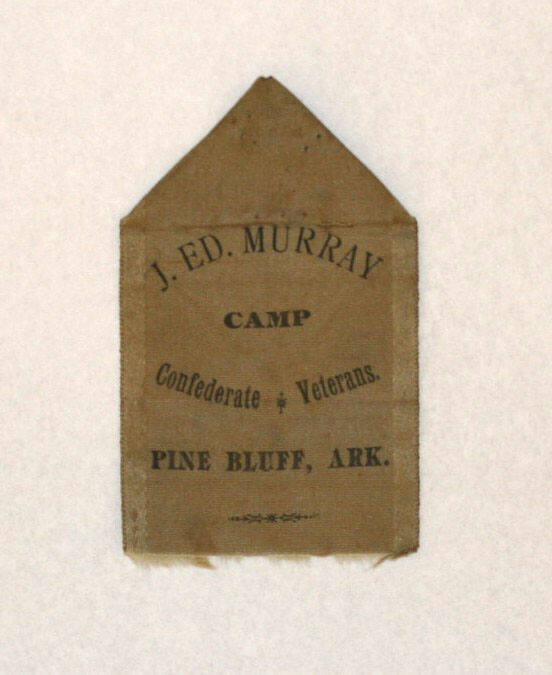 J. ED. MURRAY
CAMP
Confederate Veterans.
PINE BLUFF, ARK.